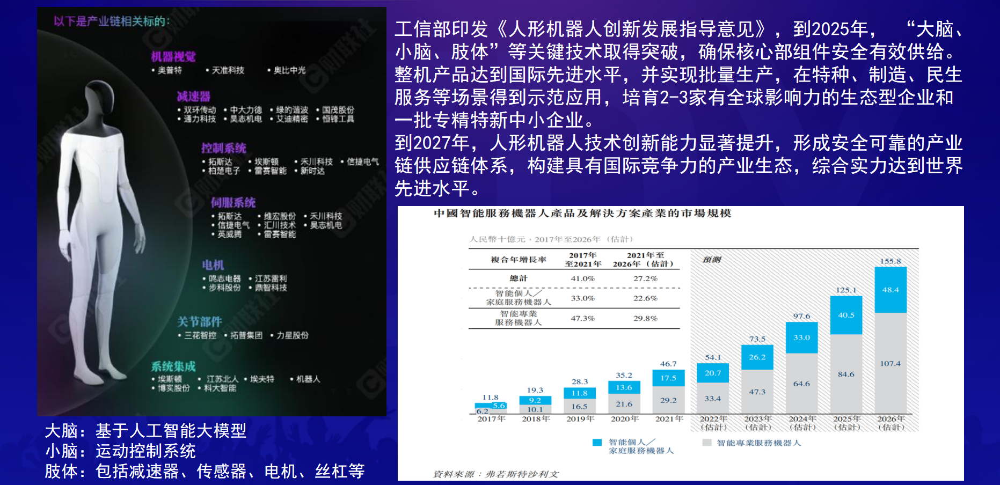 以下是产业链相关标的：
机器视觉
• 奥普特 • 天准科技 • 奥比中光
减速器
• 双环传动 • 中大力德 • 绿的谐波 • 国茂股份
• 通力科技 • 昊志机电 • 艾迪精密 • 恒锋工具
控制系统
• 拓斯达 • 埃斯顿 • 禾川科技 • 信捷电气
• 柏楚电子 • 雷赛智能 • 新时达
伺服系统
• 拓斯达 • 维宏股份 • 禾川科技
• 信捷电气 • 汇川技术 • 昊志机电
• 英威腾 • 雷赛智能
电机
• 鸣志电器 • 江苏雷利
• 步科股份 • 鼎智科技
关节部件
• 三花智控 • 拓普集团 • 力星股份
系统集成
• 埃斯顿 • 江苏北人 • 埃夫特 • 机器人
• 博实股份 • 科大智能
财联社
大脑：基于人工智能大模型
小脑：运动控制系统
肢体：包括减速器、传感器、电机、丝杠等
工信部印发《人形机器人创新发展指导意见》，到2025年， “大脑、
小脑、肢体”等关键技术取得突破，确保核心部组件安全有效供给。
整机产品达到国际先进水平，并实现批量生产，在特种、制造、民生
服务等场景得到示范应用，培育2-3家有全球影响力的生态型企业和
一批专精特新中小企业。
到2027年，人形机器人技术创新能力显著提升，形成安全可靠的产业
链供应链体系，构建具有国际竞争力的产业生态，综合实力达到世界
先进水平。
中國智能服務機器人產品及解決方案產業的市場規模
人民幣十億元，2017年至2026年（估計）
複合年增長率 2017年至2021年 2021年至2026年（估計）
總計 41.0% 27.2%
智能個人／家庭服務機器人 33.0% 22.6%
智能專業服務機器人 47.3% 29.8%
預測
11.8 19.3 28.3 35.2 46.7 54.1 73.5 97.6 125.1 155.8
5.6 9.2 11.8 13.6 17.5 20.7 26.2 33.0 40.5 48.4
6.2 10.1 16.5 21.6 29.2 33.4 47.3 64.6 84.6 107.4
2017年 2018年 2019年 2020年 2021年 2022年 2023年 2024年 2025年 2026年
（估計） （估計） （估計） （估計） （估計）
智能個人／ 智能專業服務機器人
家庭服務機器人
資料來源：弗若斯特沙利文